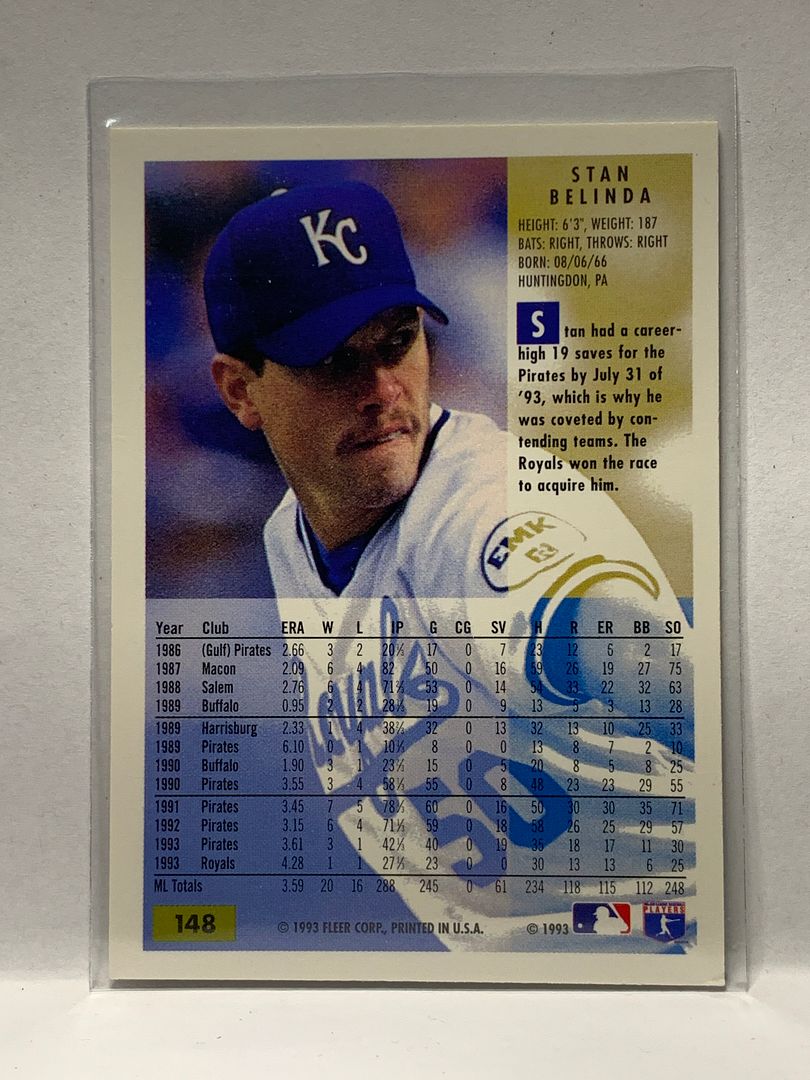 STAN
BELINDA
HEIGHT: 6'3", WEIGHT: 187
BATS: RIGHT, THROWS: RIGHT
BORN: 08/06/66
HUNTINGDON, PA
KC
Stan had a career-
high 19 saves for the
Pirates by July 31 of
'93, which is why he
was coveted by con-
tending teams. The
Royals won the race
to acquire him.
EMK
Royals
50
Year Club ERA W L IP G CG SV H R ER BB SO
1986 (Gulf) Pirates 2.66 3 2 20⅓ 17 0 7 23 12 6 2 17
1987 Macon 2.09 6 4 82 50 0 16 59 26 19 27 75
1988 Salem 2.76 6 4 71⅔ 53 0 14 54 33 22 32 63
1989 Buffalo 0.95 2 2 28⅓ 19 0 9 13 5 3 13 28
1989 Harrisburg 2.33 1 4 38⅔ 32 0 13 32 13 10 25 33
1989 Pirates 6.10 0 1 10⅓ 8 0 0 13 8 7 2 10
1990 Buffalo 1.90 3 1 23⅔ 15 0 5 20 8 5 8 25
1990 Pirates 3.55 3 4 58⅓ 55 0 8 48 23 23 29 55
1991 Pirates 3.45 7 5 78⅓ 60 0 16 50 30 30 35 71
1992 Pirates 3.15 6 4 71⅓ 59 0 18 58 26 25 29 57
1993 Pirates 3.61 3 1 42⅓ 40 0 19 35 18 17 11 30
1993 Royals 4.28 1 1 27⅓ 23 0 0 30 13 13 6 25
ML Totals 3.59 20 16 288 245 0 61 234 118 115 112 248
148 © 1993 FLEER CORP., PRINTED IN U.S.A. © 1993
PLAYERS